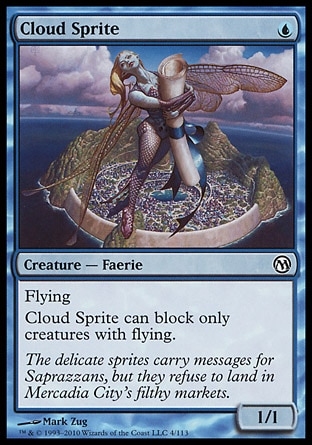 Cloud Sprite
Creature — Faerie
Flying
Cloud Sprite can block only
creatures with flying.
The delicate sprites carry messages for
Saprazzans, but they refuse to land in
Mercadia City's filthy markets.
Mark Zug
™ & © 1993–2010 Wizards of the Coast LLC 4/113
1/1